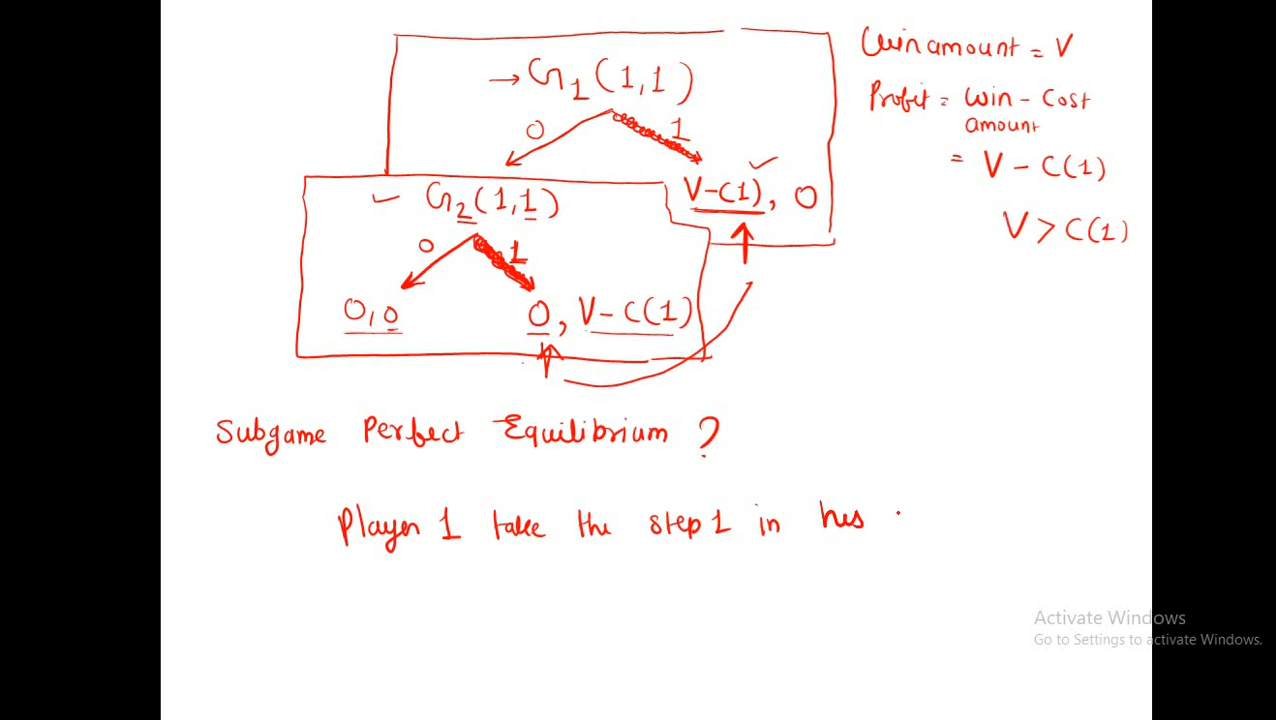 Win amount = V
→ G1(1,1)
Profit = Win - Cost
amount
0 1
= V - C(1)
✓
✓ G2(1,1) V-C(1), 0
V > C(1)
0 1
0,0 0, V-C(1)
Subgame Perfect Equilibrium ?
Player 1 take the step 1 in his .
Activate Windows
Go to Settings to activate Windows.